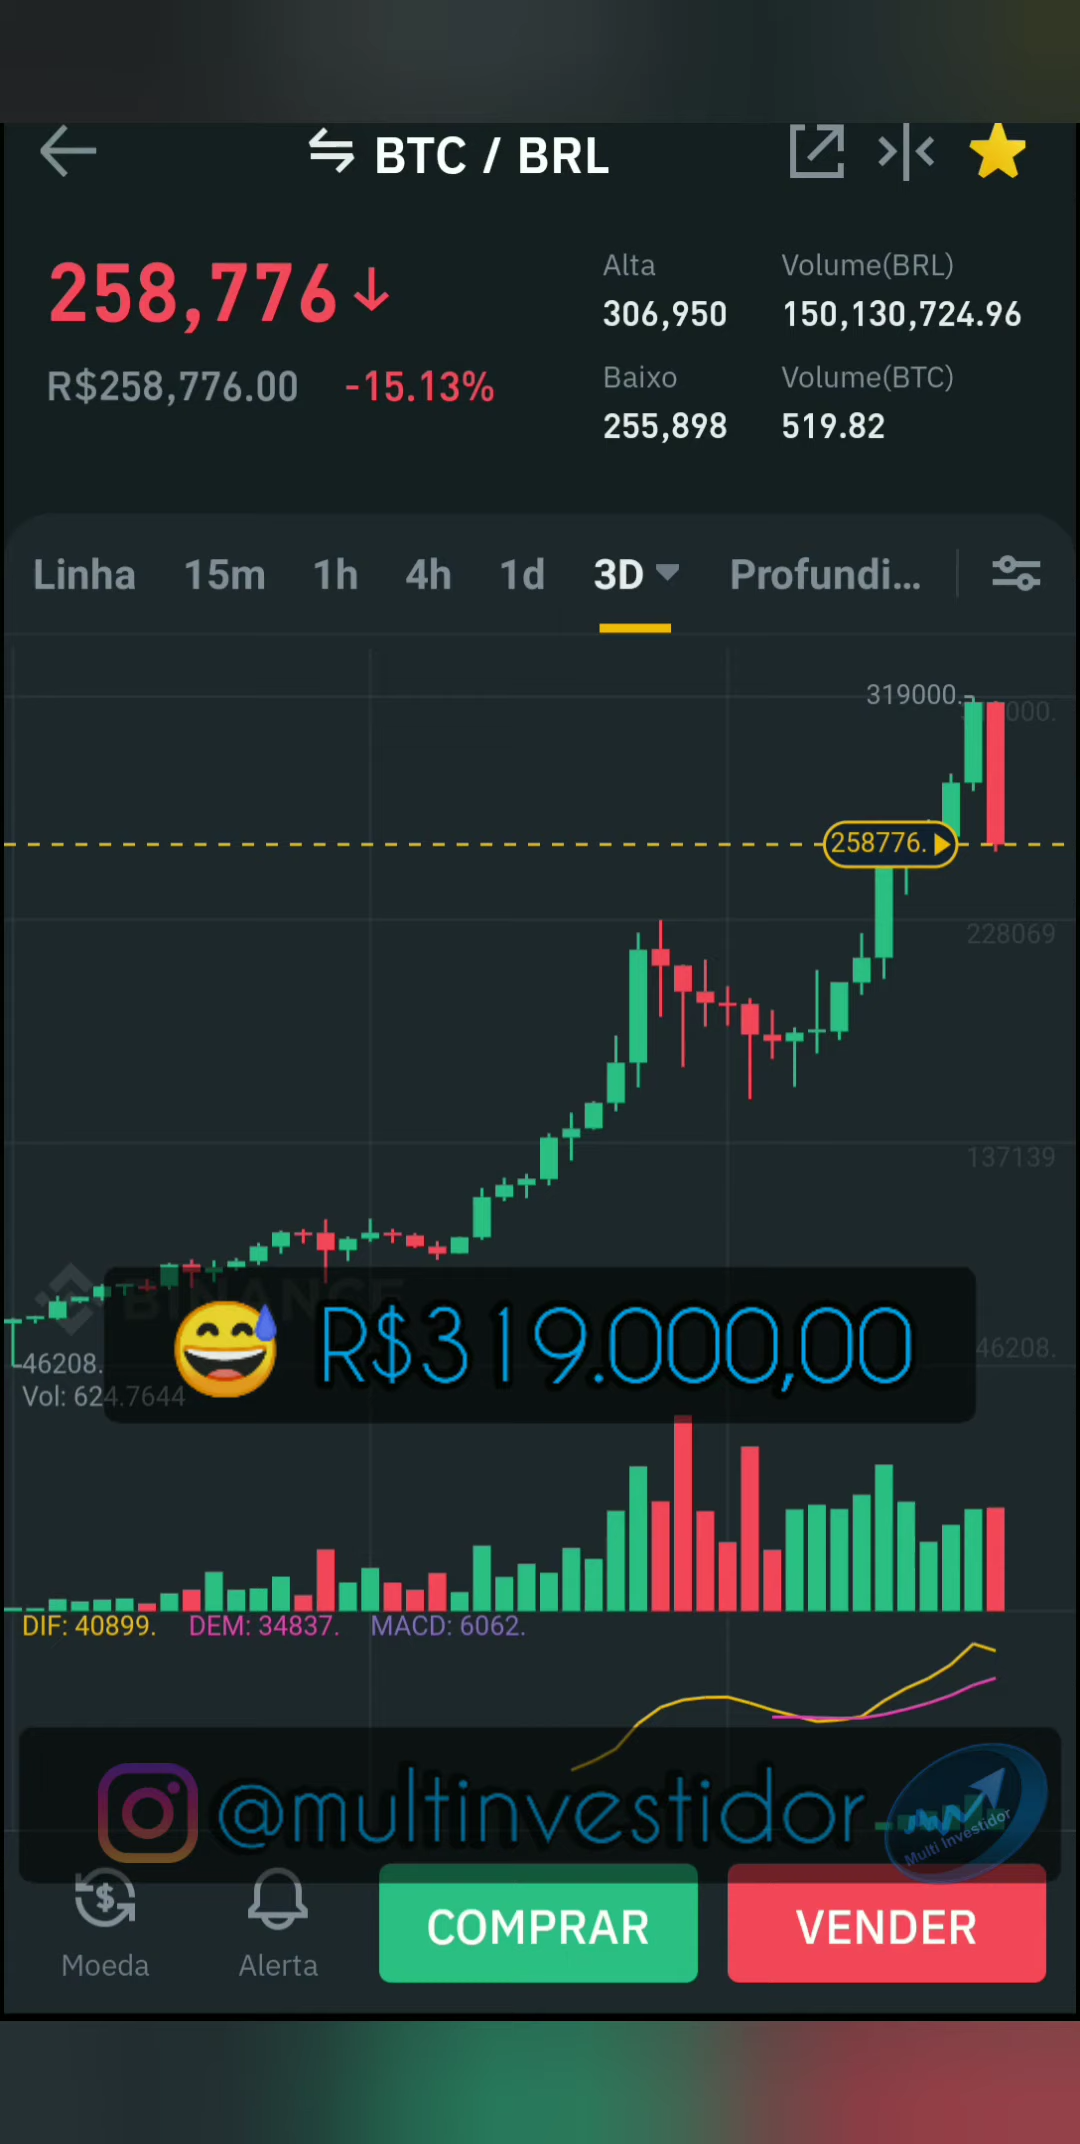 BTC / BRL
258,776↓
R$258,776.00 -15.13%
Alta
306,950
Volume(BRL)
150,130,724.96
Baixo
255,898
Volume(BTC)
519.82
Linha 15m 1h 4h 1d 3D Profundi...
319000.
000.
258776.
228069
137139
BINANCE
R$319.000,00
46208.
46208.
Vol: 624.7644
DIF: 40899. DEM: 34837. MACD: 6062.
@multinvestidor
Multi Investidor
Moeda
Alerta
COMPRAR
VENDER